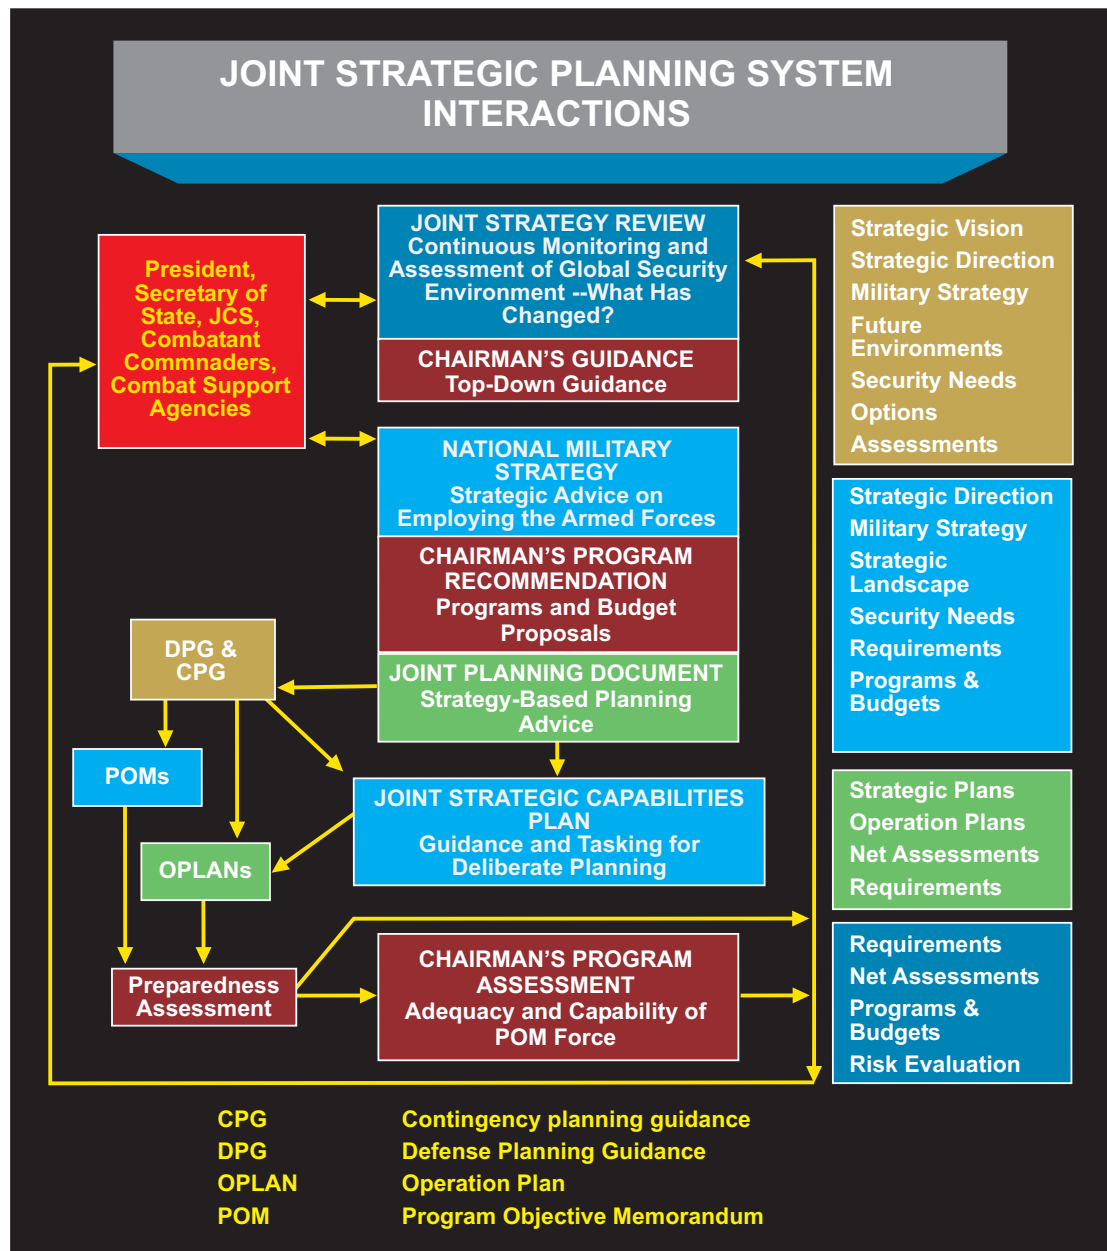 JOINT STRATEGIC PLANNING SYSTEM
INTERACTIONS
President,
Secretary of
State, JCS,
Combatant
Commnaders,
Combat Support
Agencies
JOINT STRATEGY REVIEW
Continuous Monitoring and
Assessment of Global Security
Environment --What Has
Changed?
CHAIRMAN'S GUIDANCE
Top-Down Guidance
NATIONAL MILITARY
STRATEGY
Strategic Advice on
Employing the Armed Forces
CHAIRMAN'S PROGRAM
RECOMMENDATION
Programs and Budget
Proposals
JOINT PLANNING DOCUMENT
Strategy-Based Planning
Advice
DPG &
CPG
POMs
OPLANs
JOINT STRATEGIC CAPABILITIES
PLAN
Guidance and Tasking for
Deliberate Planning
Preparedness
Assessment
CHAIRMAN'S PROGRAM
ASSESSMENT
Adequacy and Capability of
POM Force
Strategic Vision
Strategic Direction
Military Strategy
Future
Environments
Security Needs
Options
Assessments
Strategic Direction
Military Strategy
Strategic
Landscape
Security Needs
Requirements
Programs &
Budgets
Strategic Plans
Operation Plans
Net Assessments
Requirements
Requirements
Net Assessments
Programs &
Budgets
Risk Evaluation
CPG Contingency planning guidance
DPG Defense Planning Guidance
OPLAN Operation Plan
POM Program Objective Memorandum